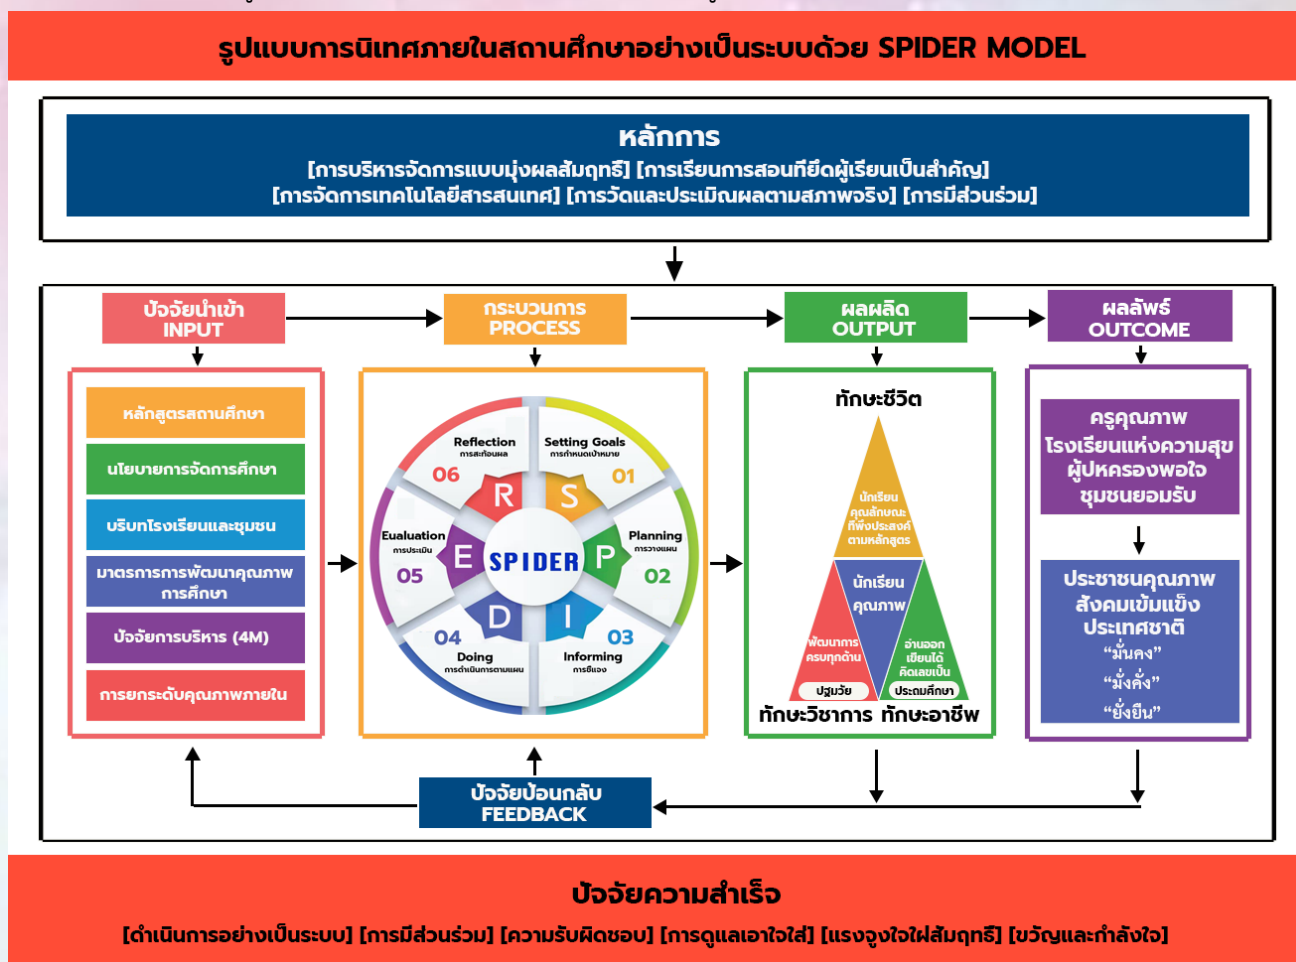 รูปแบบการนิเทศภายในสถานศึกษาอย่างเป็นระบบด้วย SPIDER MODEL
หลักการ
[การบริหารจัดการแบบมุ่งผลสัมฤทธิ์] [การเรียนการสอนที่ยึดผู้เรียนเป็นสำคัญ]
[การจัดการเทคโนโลยีสารสนเทศ] [การวัดและประเมินผลตามสภาพจริง] [การมีส่วนร่วม]
ปัจจัยนำเข้า
INPUT
กระบวนการ
PROCESS
ผลผลิต
OUTPUT
ผลลัพธ์
OUTCOME
หลักสูตรสถานศึกษา
นโยบายการจัดการศึกษา
บริบทโรงเรียนและชุมชน
มาตรการการพัฒนาคุณภาพ
การศึกษา
ปัจจัยการบริหาร (4M)
การยกระดับคุณภาพภายใน
Setting Goals
การกำหนดเป้าหมาย
01
S
Planning
การวางแผน
02
P
03
Informing
การชี้แจง
I
04
Doing
การดำเนินการตามแผน
D
Eualuation
การประเมิน
05
E
Reflection
การสะท้อนผล
06
R
SPIDER
ทักษะชีวิต
นักเรียน
คุณลักษณะ
ที่พึงประสงค์
ตามหลักสูตร
นักเรียน
คุณภาพ
พัฒนาการ
ครบทุกด้าน
ปฐมวัย
อ่านออก
เขียนได้
คิดเลขเป็น
ประถมศึกษา
ทักษะวิชาการ ทักษะอาชีพ
ครูคุณภาพ
โรงเรียนแห่งความสุข
ผู้ปหครองพอใจ
ชุมชนยอมรับ
ประชาชนคุณภาพ
สังคมเข้มแข็ง
ประเทศชาติ
“มั่นคง”
“มั่งคั่ง”
“ยั่งยืน”
ปัจจัยป้อนกลับ
FEEDBACK
ปัจจัยความสำเร็จ
[ดำเนินการอย่างเป็นระบบ] [การมีส่วนร่วม] [ความรับผิดชอบ] [การดูแลเอาใจใส่] [แรงจูงใจใฝ่สัมฤทธิ์] [ขวัญและกำลังใจ]